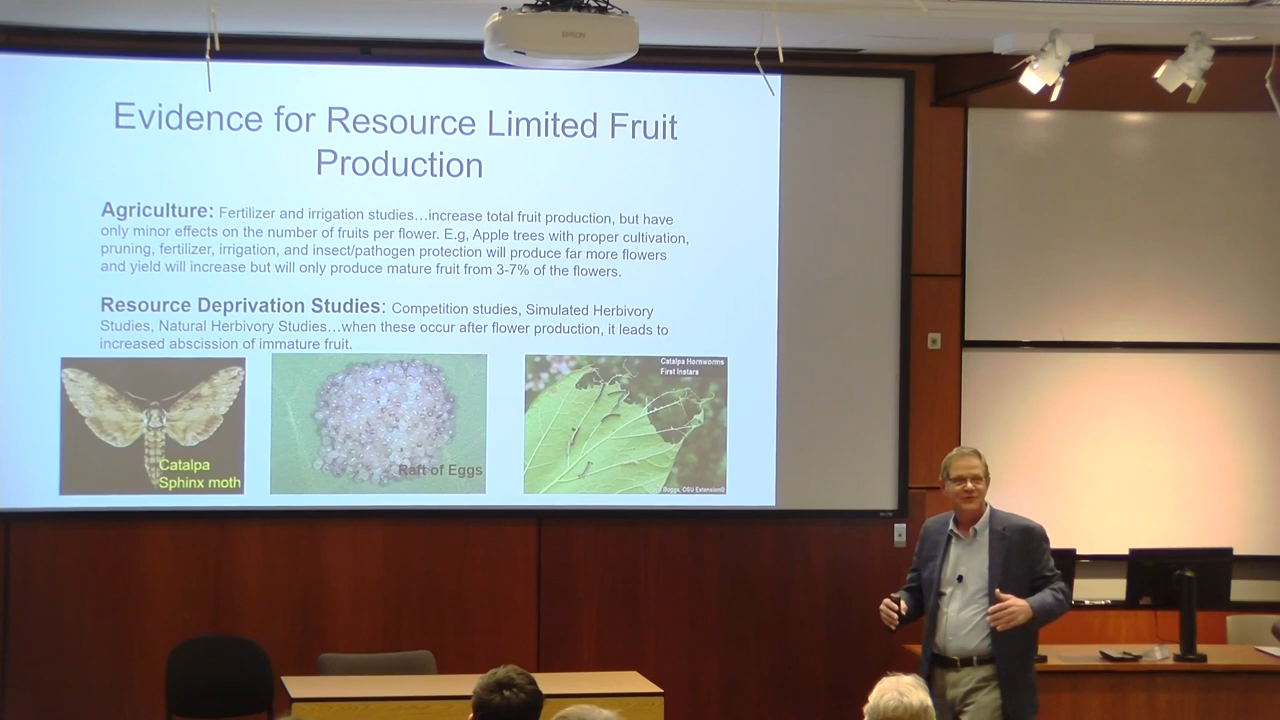 EPSON
Evidence for Resource Limited Fruit
Production
Agriculture: Fertilizer and irrigation studies…increase total fruit production, but have
only minor effects on the number of fruits per flower. E.g, Apple trees with proper cultivation,
pruning, fertilizer, irrigation, and insect/pathogen protection will produce far more flowers
and yield will increase but will only produce mature fruit from 3-7% of the flowers.
Resource Deprivation Studies: Competition studies, Simulated Herbivory
Studies, Natural Herbivory Studies…when these occur after flower production, it leads to
increased abscission of immature fruit.
Catalpa
Sphinx moth
Raft of Eggs
Catalpa Hornworms
First Instars
Boggs, OSU Extension©